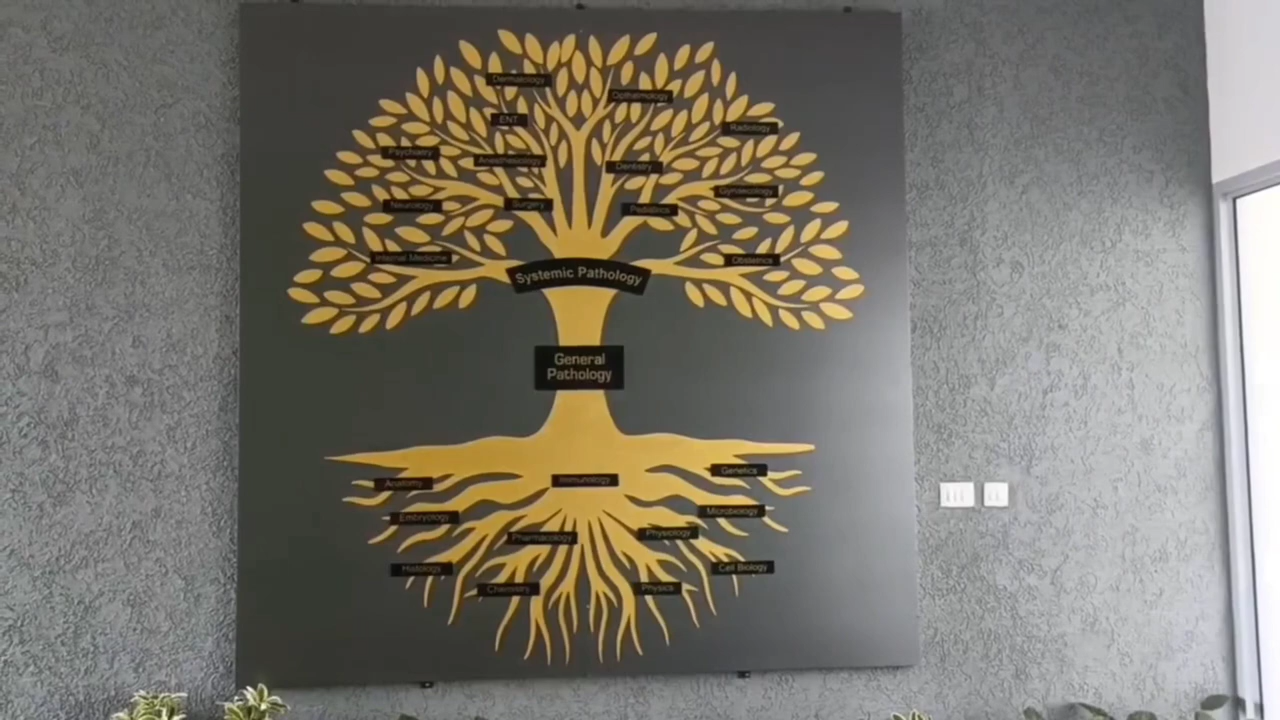 Dermatology
Opthalmology
ENT
Radiology
Psychiatry
Anesthesiology
Dentistry
Gynaecology
Neurology
Surgery
Pediatrics
Internal Medicine
Obstetrics
Systemic Pathology
General
Pathology
Genetics
Anatomy
Immunology
Microbiology
Embryology
Physiology
Pharmacology
Histology
Cell Biology
Chemistry
Physics